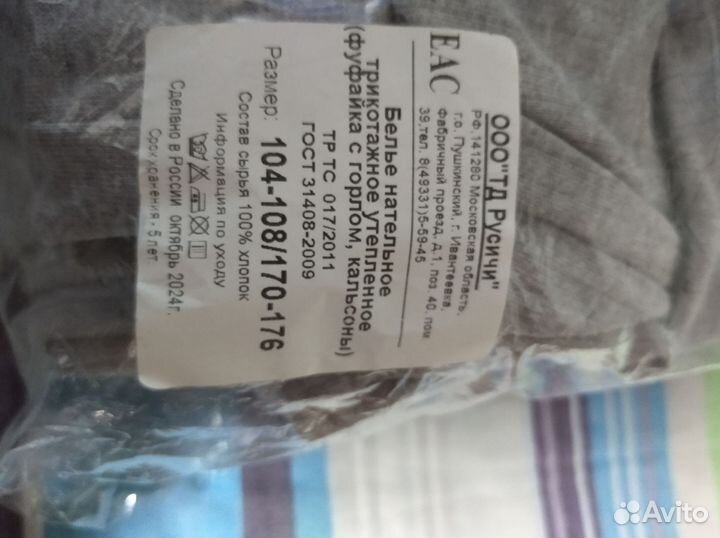 ООО"ТД Русичи"
РФ,141280 Московская область,
г.о. Пушкинский, г. Ивантеевка,
Фабричный проезд, д.1, поз. 40, пом
39,тел. 8(49331)5-59-45
ЕАС
Белье нательное
трикотажное утепленное
(фуфайка с горлом, кальсоны)
ТР ТС 017/2011
ГОСТ 31408-2009
Размер: 104-108/170-176
Состав сырья 100% хлопок
Информация по уходу
Сделано в России октябрь 2024г.
Срок хранения - 5 лет.
Avito